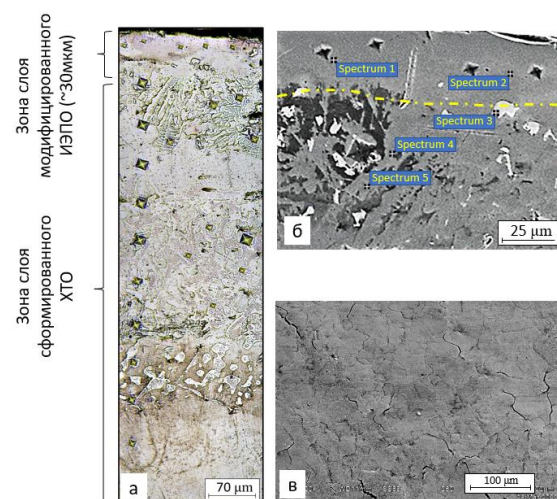 Зона слоя
модифицированного
ИЭПО (~30мкм)
Зона слоя
сформированного
ХТО
а
70 μm
Spectrum 1
Spectrum 2
Spectrum 3
Spectrum 4
Spectrum 5
б
25 μm
в
100 μm